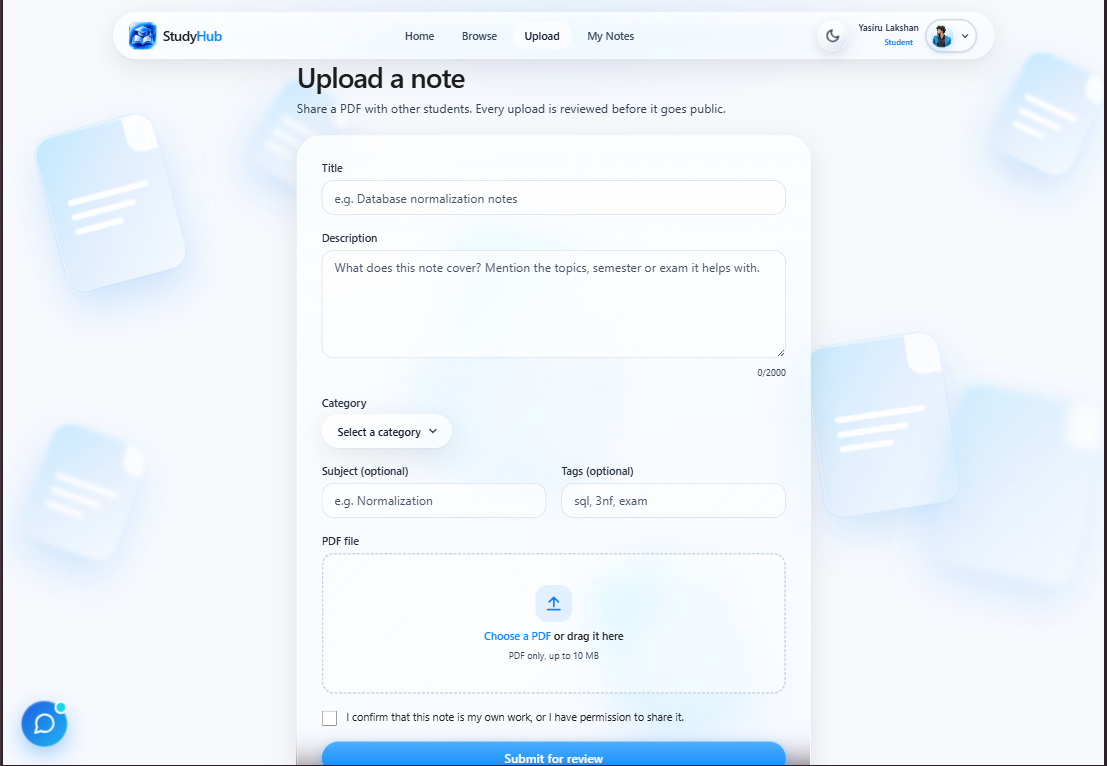 StudyHub
Home
Browse
Upload
My Notes
Yasiru Lakshan
Student
Upload a note
Share a PDF with other students. Every upload is reviewed before it goes public.
Title
e.g. Database normalization notes
Description
What does this note cover? Mention the topics, semester or exam it helps with.
0/2000
Category
Select a category
Subject (optional)
Tags (optional)
e.g. Normalization
sql, 3nf, exam
PDF file
Choose a PDF or drag it here
PDF only, up to 10 MB
I confirm that this note is my own work, or I have permission to share it.
Submit for review